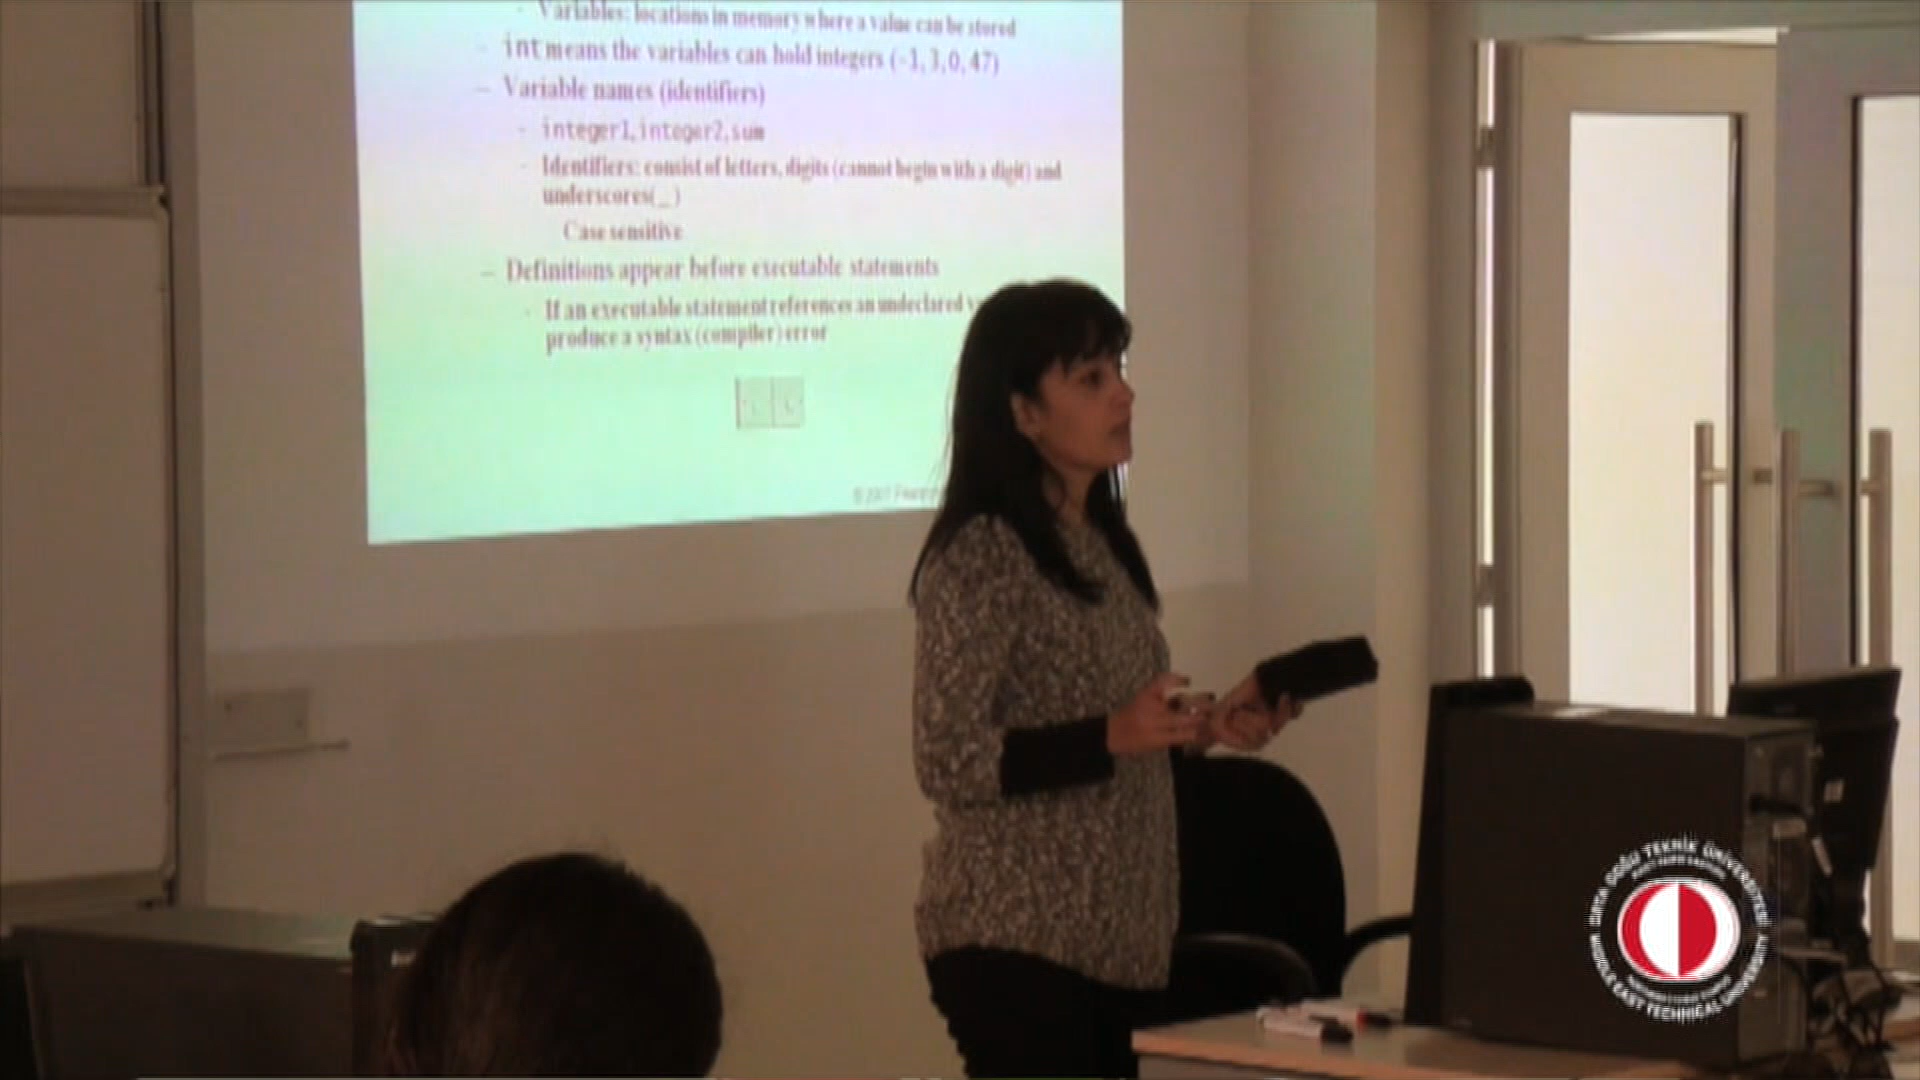 - Variables: locations in memory where a value can be stored
– int means the variables can hold integers (-1, 3, 0, 47)
– Variable names (identifiers)
- integer1, integer2, sum
- Identifiers: consist of letters, digits (cannot begin with a digit) and
underscores( _ )
Case sensitive
– Definitions appear before executable statements
- If an executable statement references an undeclared
produce a syntax (compiler) error
© 2007
ORTA DOĞU TEKNİK ÜNİVERSİTESİ
MIDDLE EAST TECHNICAL UNIVERSITY